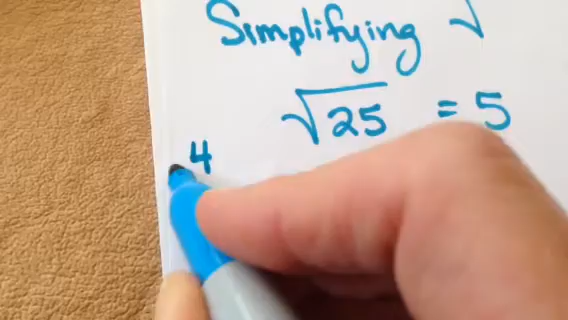 Simplifying √
√25 = 5
4